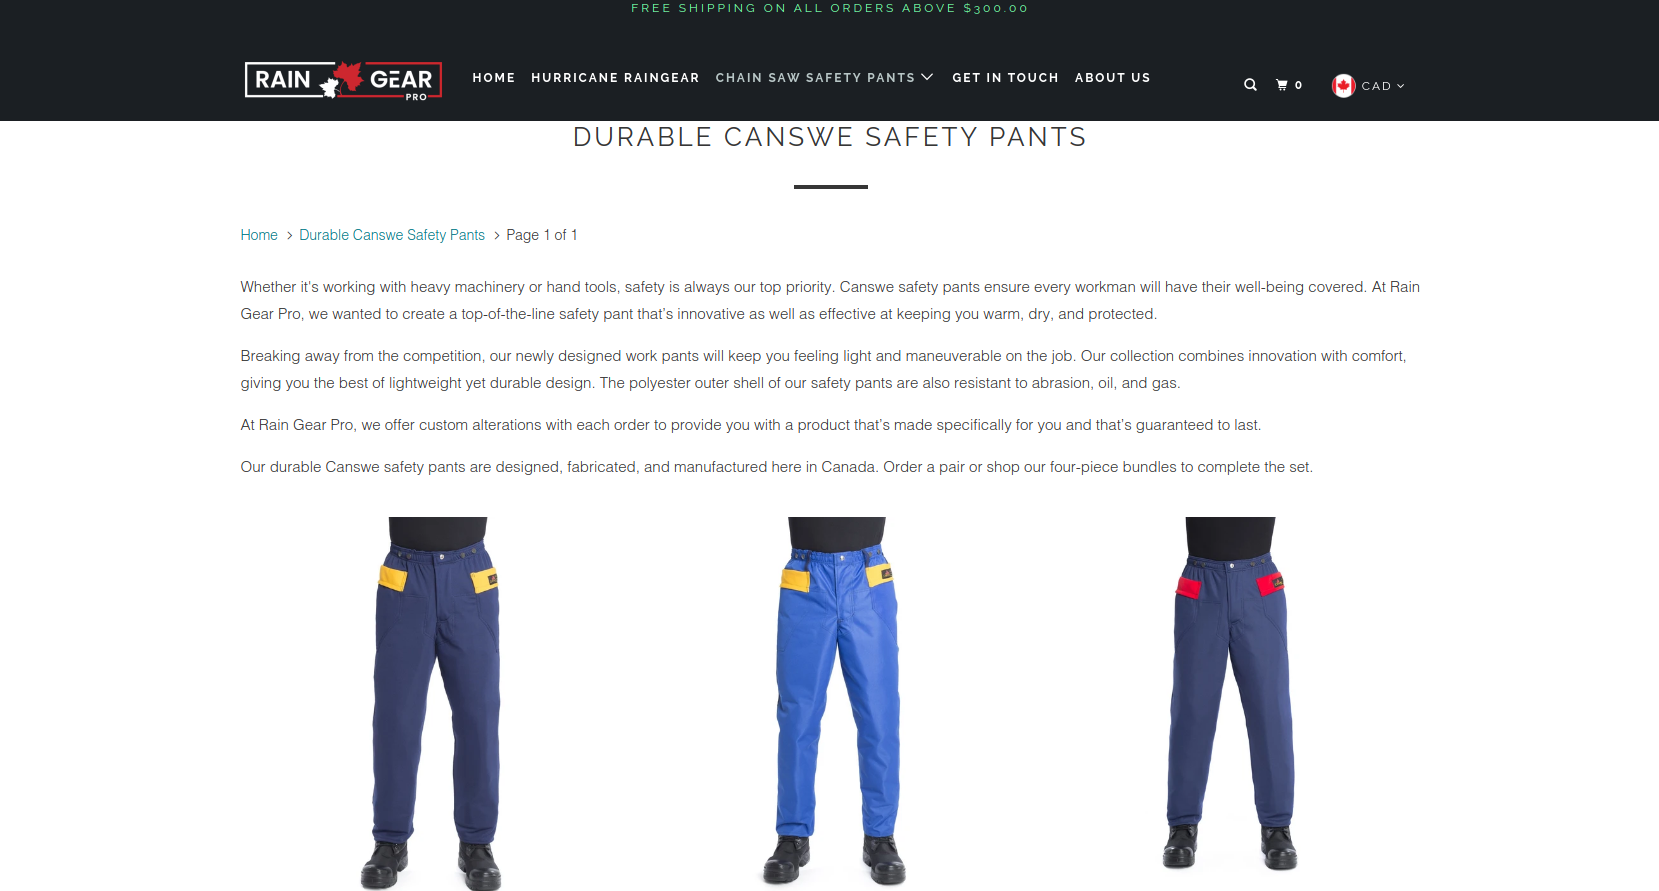 FREE SHIPPING ON ALL ORDERS ABOVE $300.00
RAIN GEAR
PRO
HOME HURRICANE RAINGEAR CHAIN SAW SAFETY PANTS GET IN TOUCH ABOUT US
0
CAD
DURABLE CANSWE SAFETY PANTS
Home > Durable Canswe Safety Pants > Page 1 of 1
Whether it's working with heavy machinery or hand tools, safety is always our top priority. Canswe safety pants ensure every workman will have their well-being covered. At Rain
Gear Pro, we wanted to create a top-of-the-line safety pant that's innovative as well as effective at keeping you warm, dry, and protected.
Breaking away from the competition, our newly designed work pants will keep you feeling light and maneuverable on the job. Our collection combines innovation with comfort,
giving you the best of lightweight yet durable design. The polyester outer shell of our safety pants are also resistant to abrasion, oil, and gas.
At Rain Gear Pro, we offer custom alterations with each order to provide you with a product that's made specifically for you and that's guaranteed to last.
Our durable Canswe safety pants are designed, fabricated, and manufactured here in Canada. Order a pair or shop our four-piece bundles to complete the set.